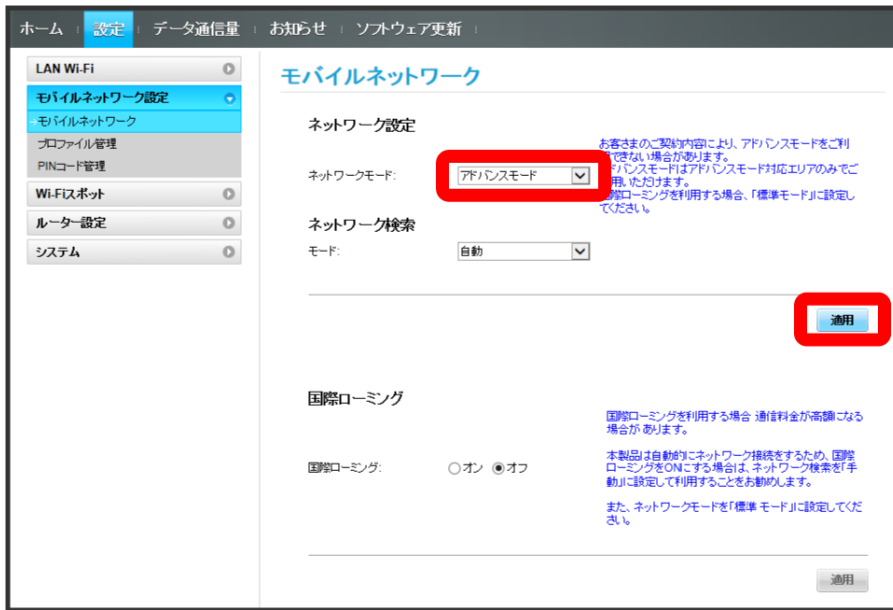 ホーム 設定 データ通信量 お知らせ ソフトウェア更新
LAN Wi-Fi
モバイルネットワーク設定
モバイルネットワーク
プロファイル管理
PINコード管理
Wi-Fiスポット
ルーター設定
システム
モバイルネットワーク
ネットワーク設定
ネットワークモード: アドバンスモード
お客さまのご契約内容により、アドバンスモードをご利
できない場合があります。
バンスモードはアドバンスモード対応エリアのみでご
用いただけます。
際ローミングを利用する場合、「標準モード」に設定し
てください。
ネットワーク検索
モード: 自動
適用
国際ローミング
国際ローミングを利用する場合 通信料金が高額になる
場合が あります。
国際ローミング: オン オフ
本製品は自動的にネットワーク接続をするため、国際
ローミングをONにする場合は、ネットワーク検索を「手
動」に設定して利用することをお勧めします。
また、ネットワークモードを「標準 モード」に設定してくだ
さい。
適用